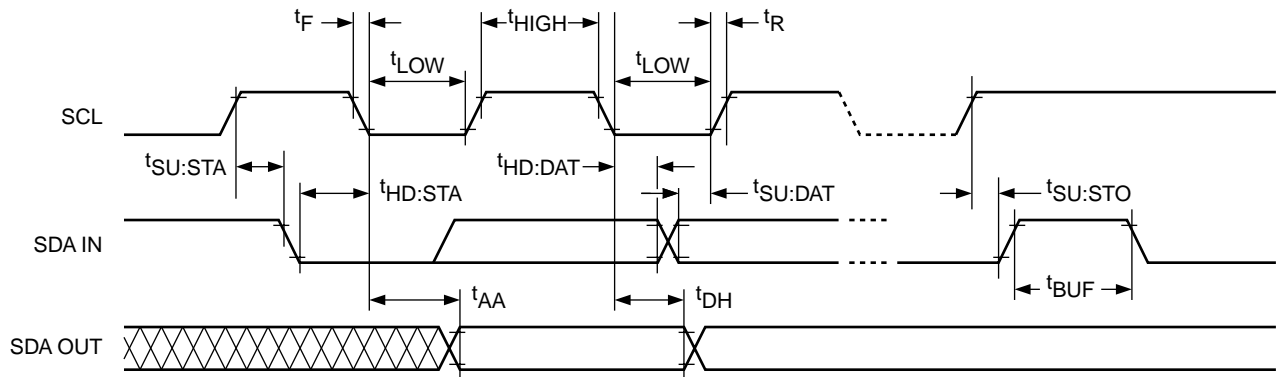 tF
tHIGH
tR
tLOW
tLOW
SCL
tSU:STA
tHD:STA
tHD:DAT
tSU:DAT
tSU:STO
SDA IN
tAA
tDH
tBUF
SDA OUT